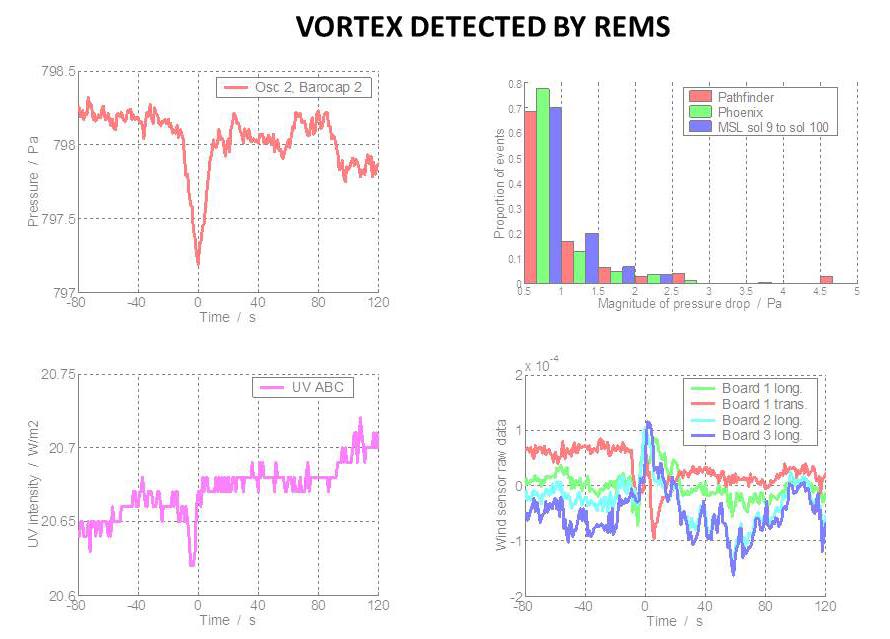 VORTEX DETECTED BY REMS
798.5
798
797.5
797
Pressure / Pa
Osc 2, Barocap 2
-80 -40 0 40 80 120
Time / s
0.8
0.7
0.6
0.5
0.4
0.3
0.2
0.1
0
Proportion of events
Pathfinder
Phoenix
MSL sol 9 to sol 100
0.5 1 1.5 2 2.5 3 3.5 4 4.5 5
Magnitude of pressure drop / Pa
20.75
20.7
20.65
20.6
UV Intensity / W/m2
UV ABC
-80 -40 0 40 80 120
Time / s
x 10-4
2
1
0
-1
-2
Wind sensor raw data
Board 1 long.
Board 1 trans.
Board 2 long.
Board 3 long.
-80 -40 0 40 80 120
Time / s